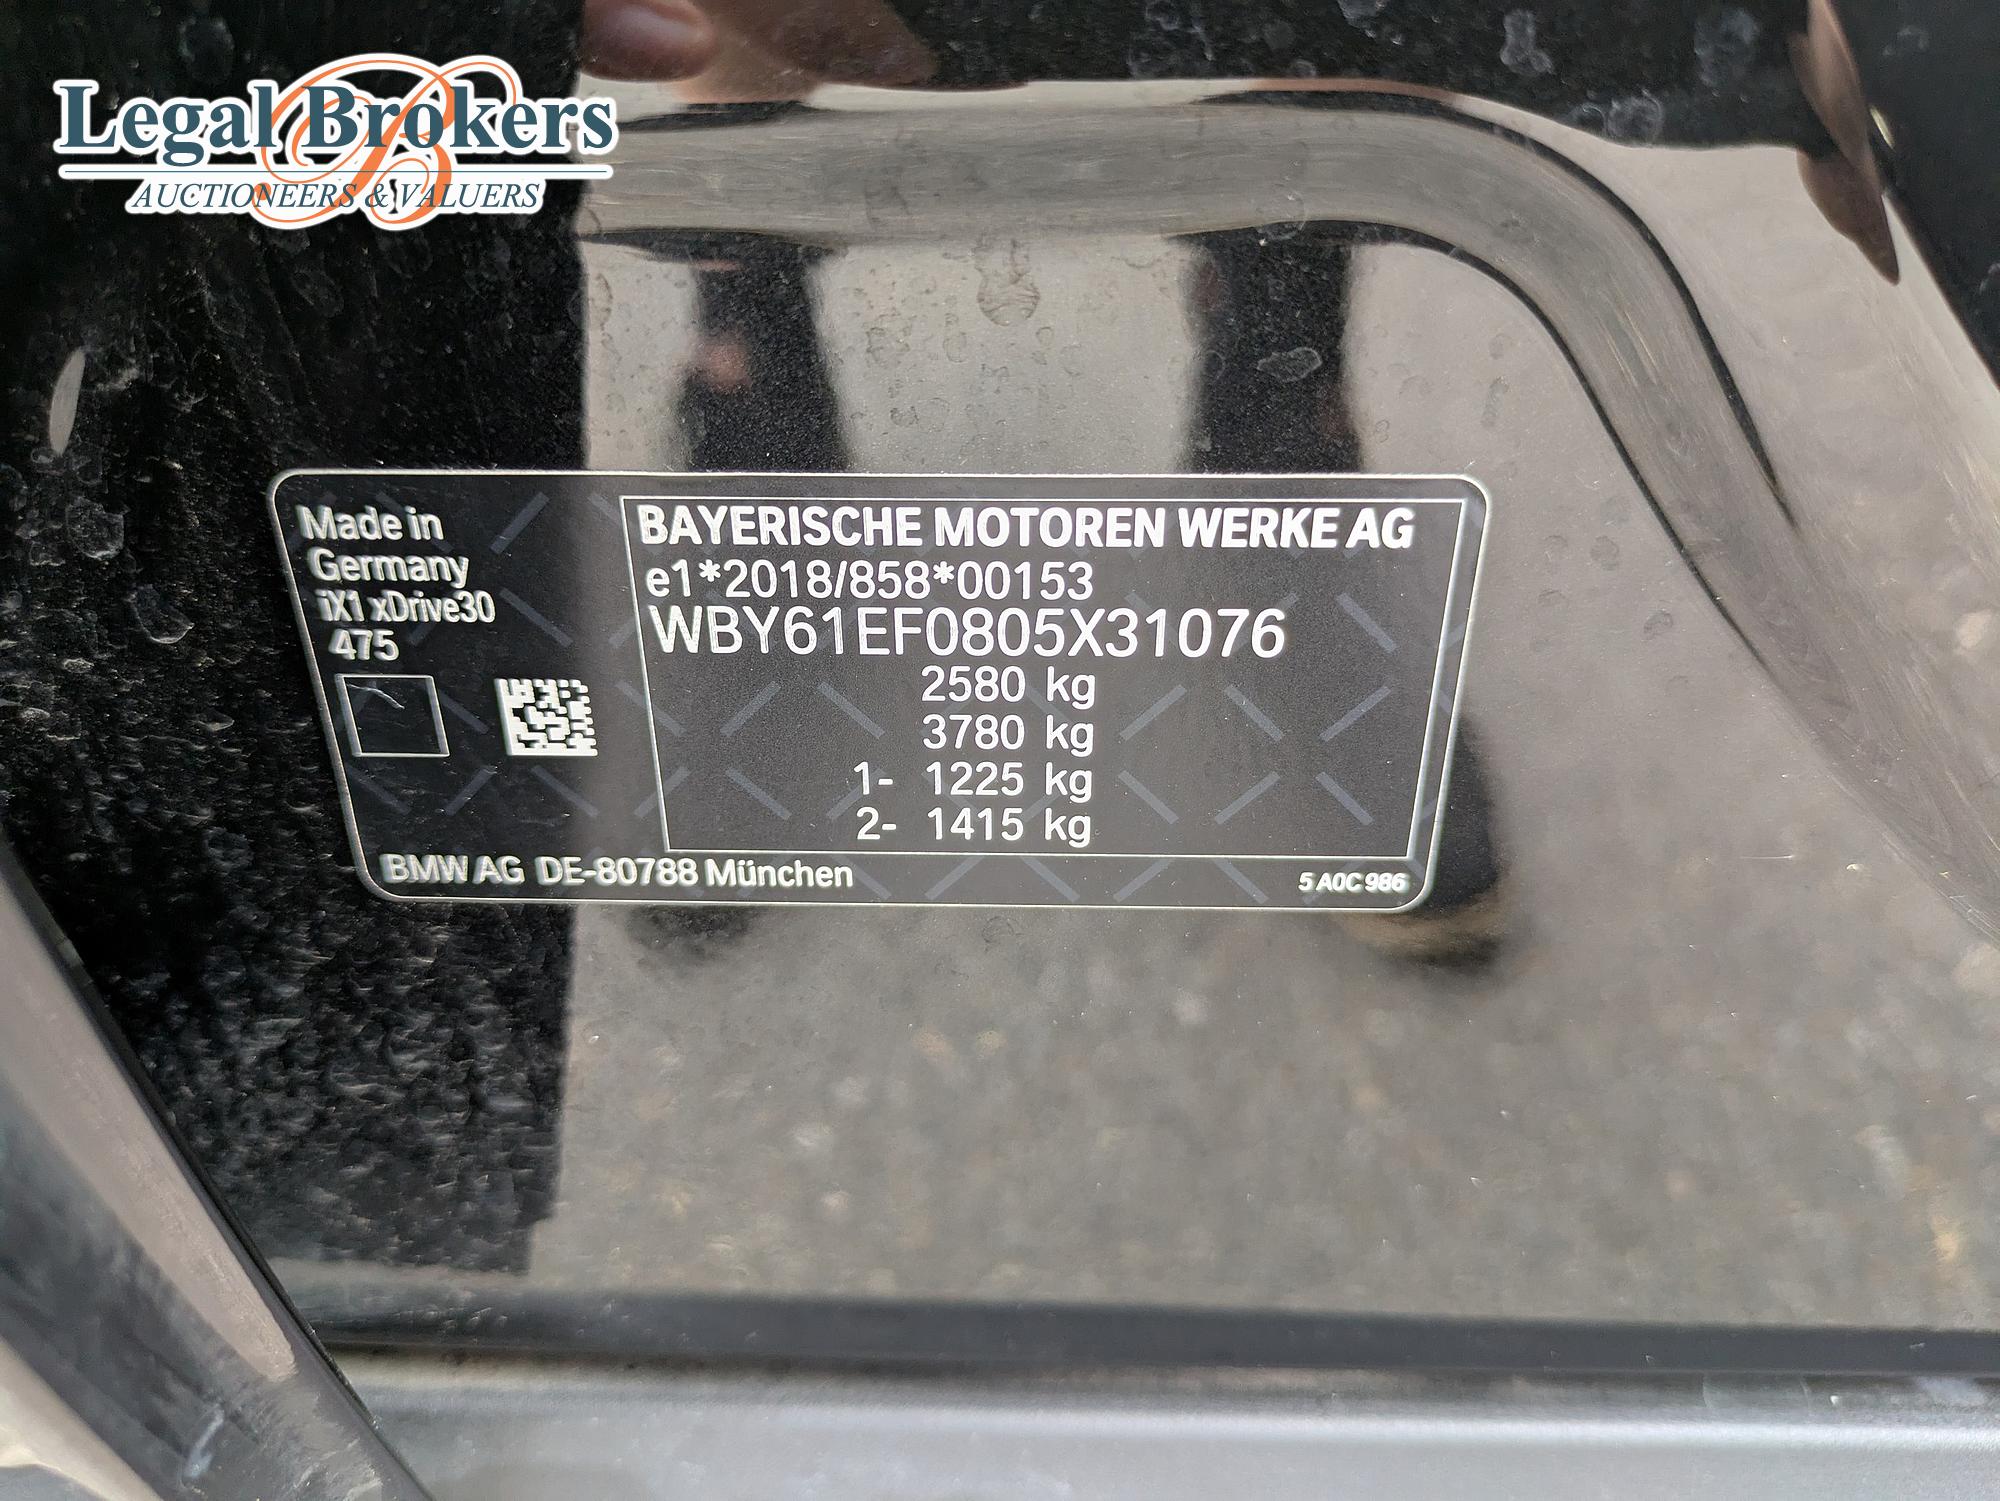 Legal Brokers
AUCTIONEERS & VALUERS
Made in
Germany
iX1 xDrive30
475
BAYERISCHE MOTOREN WERKE AG
e1*2018/858*00153
WBY61EF0805X31076
2580 kg
3780 kg
1- 1225 kg
2- 1415 kg
BMW AG DE-80788 München
5 A0C 986